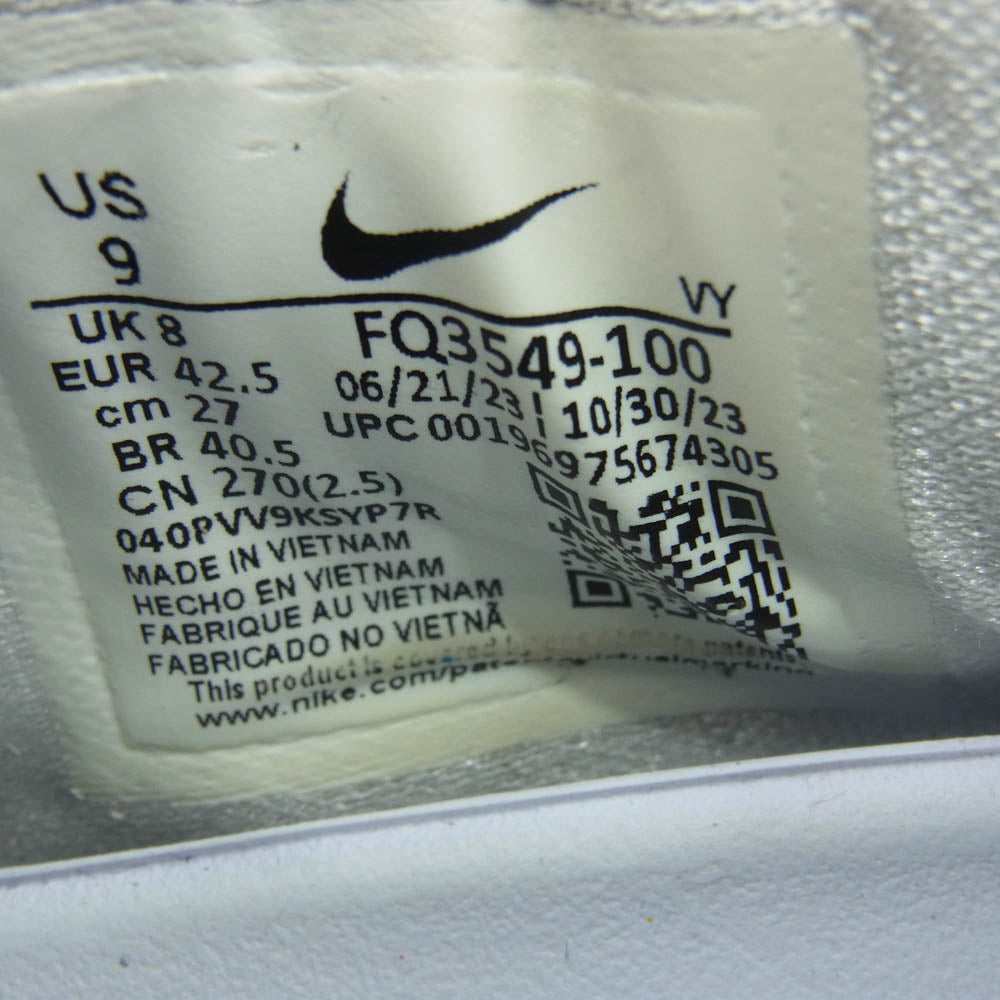 US
9
VY
UK 8
FQ3549-100
EUR 42.5
06/21/23 | 10/30/23
cm 27
UPC 00196975674305
BR 40.5
CN 270(2.5)
040PVV9KSYP7R
MADE IN VIETNAM
HECHO EN VIETNAM
FABRIQUE AU VIETNAM
FABRICADO NO VIETNÃ
This product is covered patents
www.nike.com/